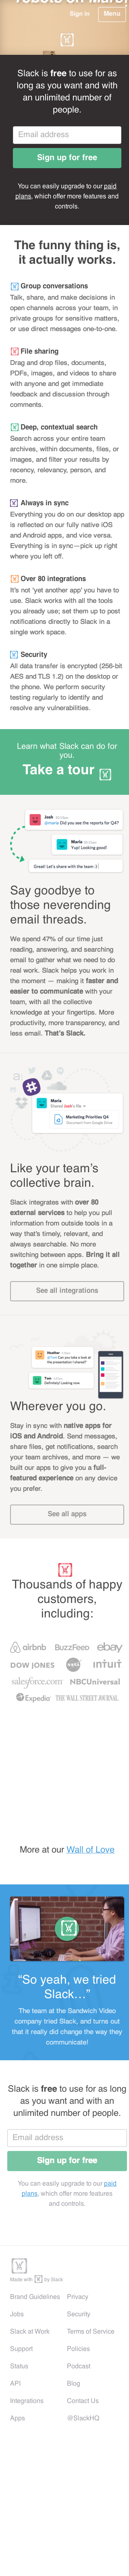 Sign in Menu
Slack is free to use for as
long as you want and with
an unlimited number of
people.
Email address
Sign up for free
You can easily upgrade to our paid
plans, which offer more features and
controls.
The funny thing is,
it actually works.
Group conversations
Talk, share, and make decisions in
open channels across your team, in
private groups for sensitive matters,
or use direct messages one-to-one.
File sharing
Drag and drop files, documents,
PDFs, images, and videos to share
with anyone and get immediate
feedback and discussion through
comments.
Deep, contextual search
Search across your entire team
archives, within documents, files, or
images, and filter your results by
recency, relevancy, person, and
more.
Always in sync
Everything you do on our desktop app
is reflected on our fully native iOS
and Android apps, and vice versa.
Everything is in sync—pick up right
where you left off.
Over 80 integrations
It's not 'yet another app' you have to
use. Slack works with all the tools
you already use; set them up to drop
notifications directly to Slack in a
single work space.
Security
All data transfer is encrypted (256-bit
AES and TLS 1.2) on the desktop or
the phone. We perform security
testing regularly to identify and
resolve any vulnerabilities.
Learn what Slack can do for
you.
Take a tour
Josh
@maria Did you see the reports for Q4?
Maria
Yup! Looking good!
Great! Let's share with the team :)
Say goodbye to
those neverending
email threads.
We spend 47% of our time just
reading, answering, and searching
email to gather what we need to do
real work. Slack helps you work in
the moment — making it faster and
easier to communicate with your
team, with all the collective
knowledge at your fingertips. More
productivity, more transparency, and
less email. That's Slack.
Maria
Shared Josh's file
Marketing Priorities Q4
Document from Google Drive
Like your team's
collective brain.
Slack integrates with over 80
external services to help you pull
information from outside tools in a
way that's timely, relevant, and
always searchable. No more
switching between apps. Bring it all
together in one simple place.
See all integrations
Heather
@Tom Can you take a look at
the presentation I shared?
Tom
Definitely! Loading now.
Wherever you go.
Stay in sync with native apps for
iOS and Android. Send messages,
share files, get notifications, search
your team archives, and more — we
built our apps to give you a full-
featured experience on any device
you prefer.
See all apps
Thousands of happy
customers,
including:
airbnb BuzzFeed ebay
DOW JONES NASA intuit
salesforce.com NBCUniversal
Expedia THE WALL STREET JOURNAL.
More at our Wall of Love
“So yeah, we tried
Slack…”
The team at the Sandwich Video
company tried Slack, and turns out
that it really did change the way they
communicate!
Slack is free to use for as long
as you want and with an
unlimited number of people.
Email address
Sign up for free
You can easily upgrade to our paid
plans, which offer more features
and controls.
Made with by Slack
Brand Guidelines Privacy
Jobs Security
Slack at Work Terms of Service
Support Policies
Status Podcast
API Blog
Integrations Contact Us
Apps @SlackHQ